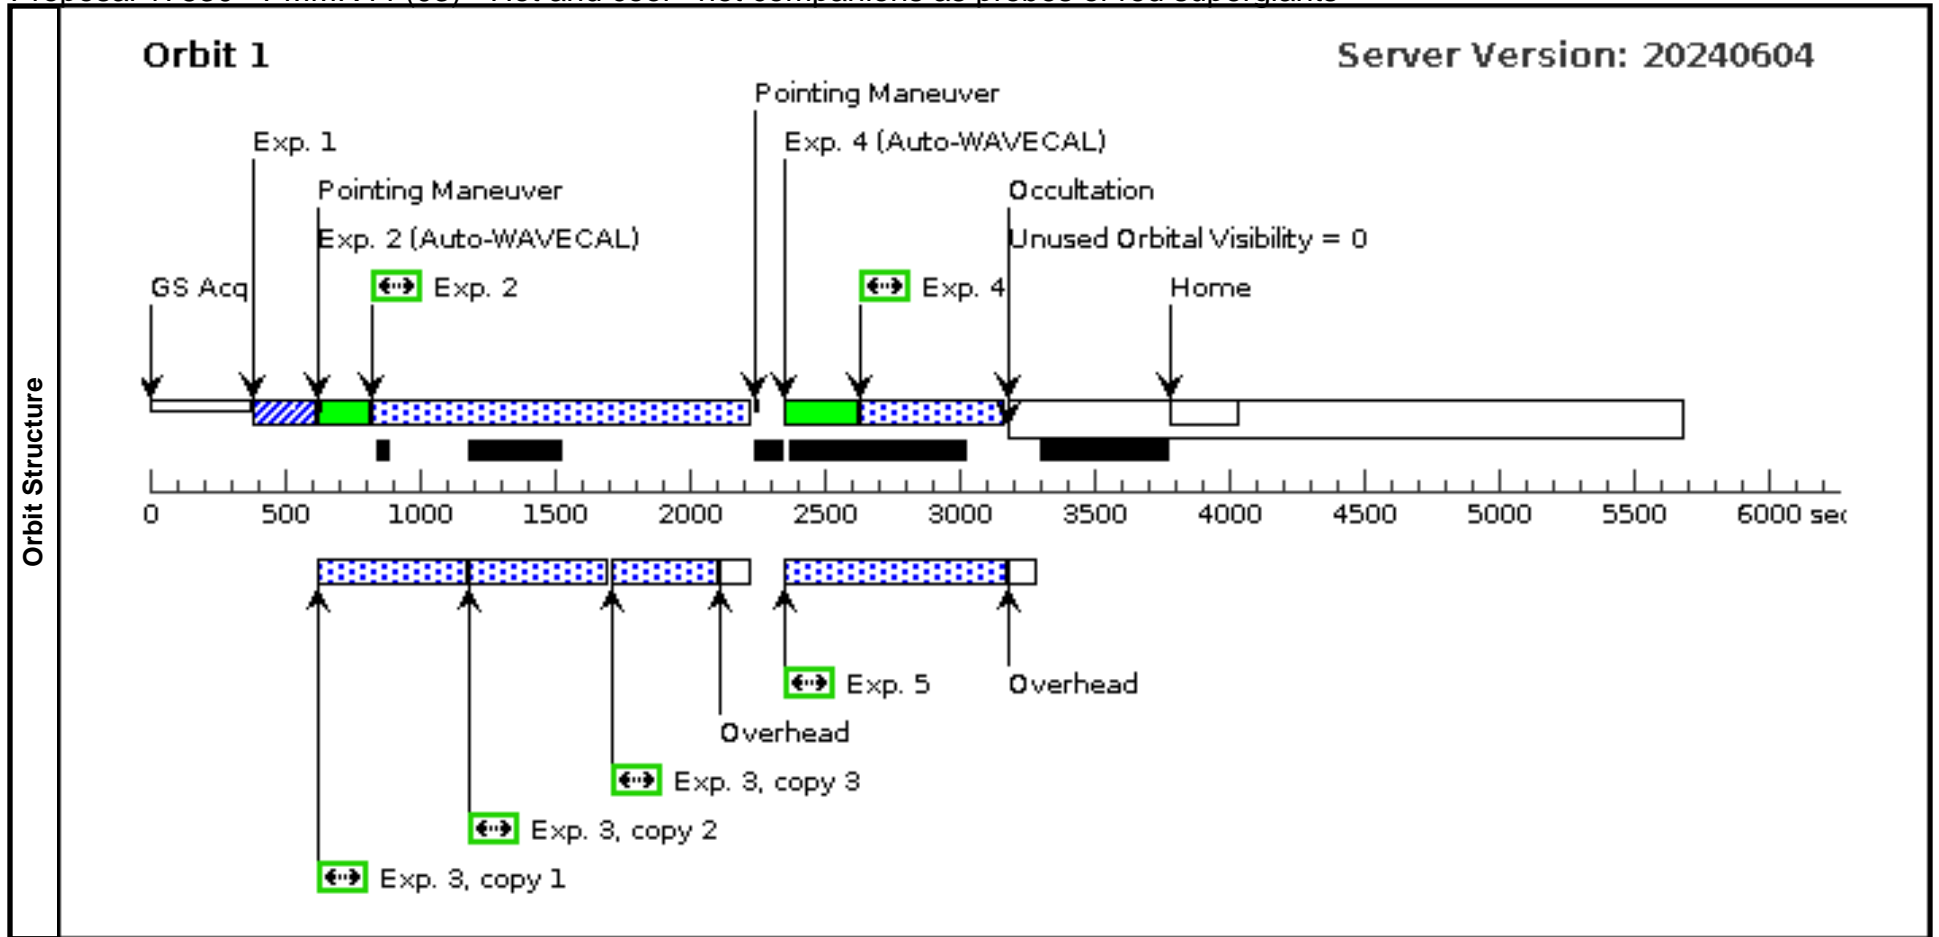 Orbit 1
Server Version: 20240604
Pointing Maneuver
Exp. 1
Exp. 4 (Auto-WAVECAL)
Pointing Maneuver
Occultation
Exp. 2 (Auto-WAVECAL)
Unused Orbital Visibility = 0
GS Acq
Exp. 2
Exp. 4
Home
Orbit Structure
0 500 1000 1500 2000 2500 3000 3500 4000 4500 5000 5500 6000 sec
Exp. 5
Overhead
Overhead
Exp. 3, copy 3
Exp. 3, copy 2
Exp. 3, copy 1